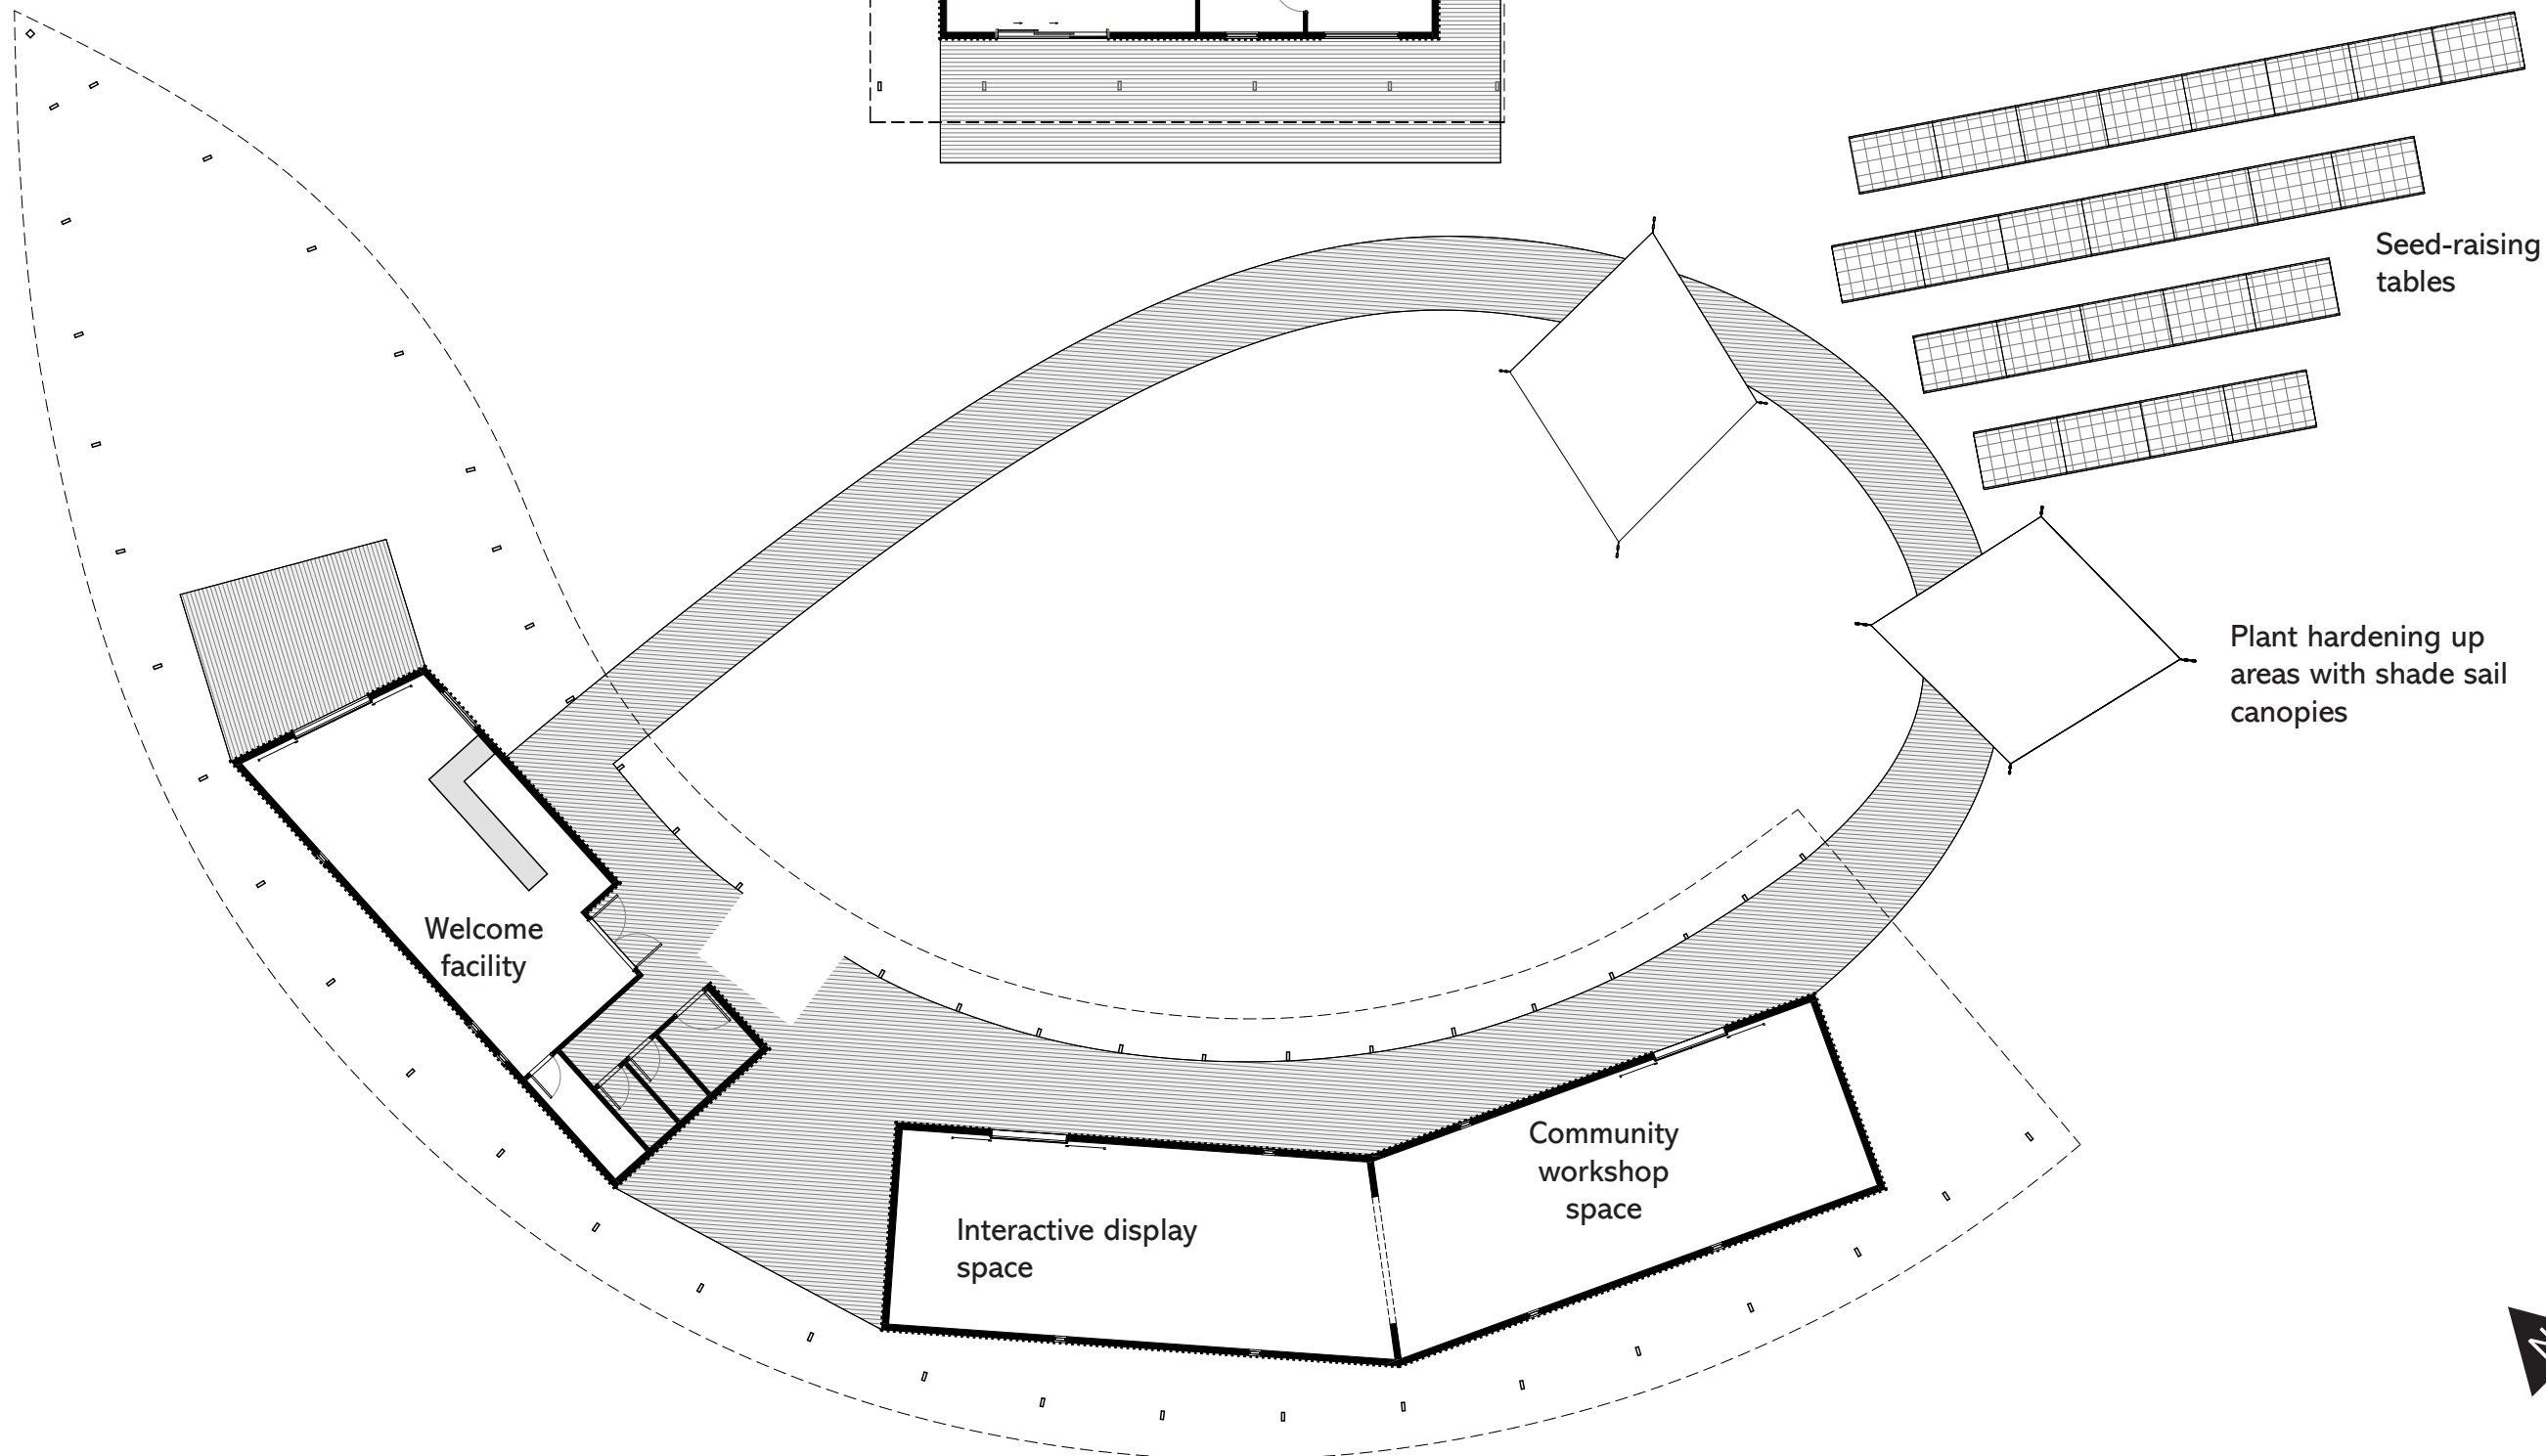 Seed-raising
tables
Plant hardening up
areas with shade sail
canopies
Welcome
facility
Community
workshop
space
Interactive display
space
N